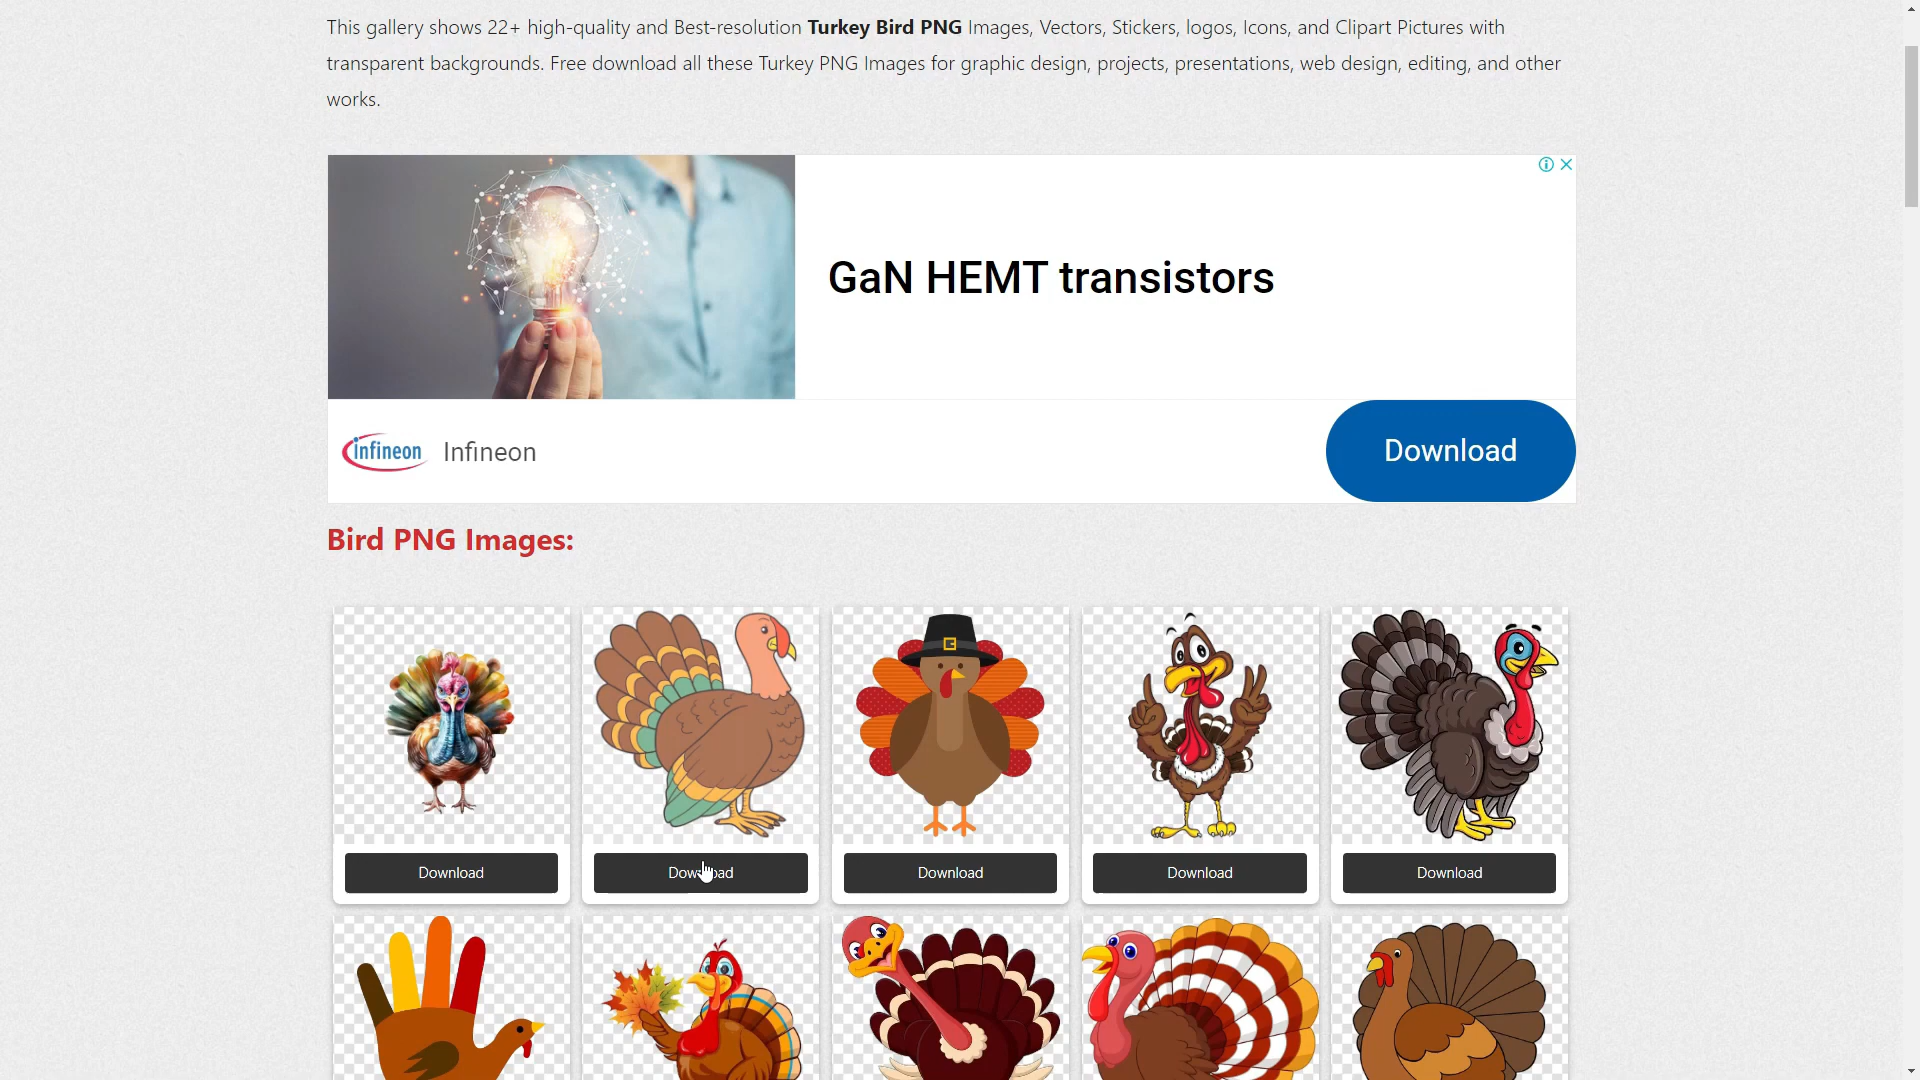 This gallery shows 22+ high-quality and Best-resolution Turkey Bird PNG Images, Vectors, Stickers, logos, Icons, and Clipart Pictures with
transparent backgrounds. Free download all these Turkey PNG Images for graphic design, projects, presentations, web design, editing, and other
works.
GaN HEMT transistors
infineon Infineon Download
Bird PNG Images:
Download Download Download Download Download